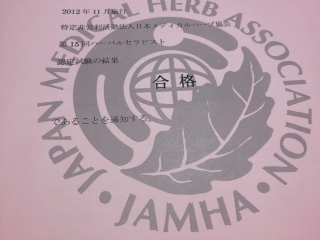 2012年11月施行
特定非営利活動法人日本メディカルハーブ協会
第15回ハーバルセラピスト
認定試験の結果
合格
であることを通知する。
JAPAN MEDICAL HERB ASSOCIATION
・JAMHA・